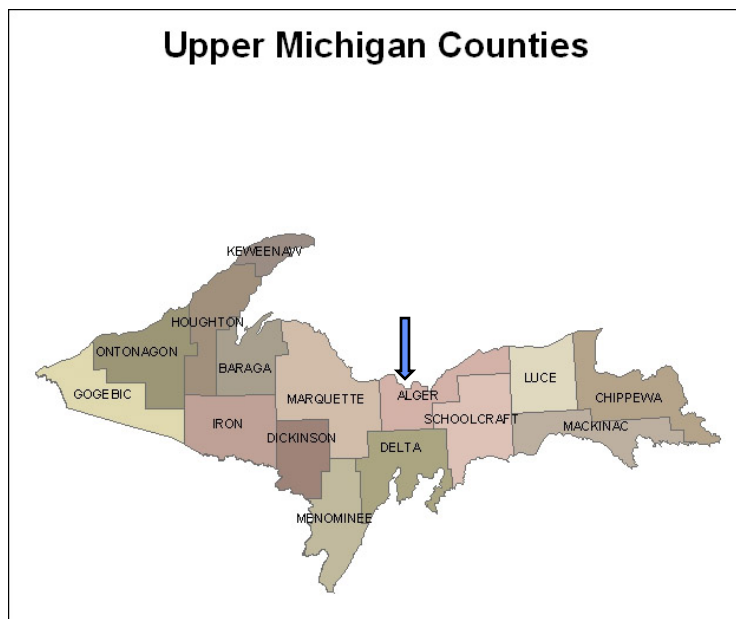 Upper Michigan Counties
KEWEENAW
HOUGHTON
ONTONAGON
BARAGA
GOGEBIC
MARQUETTE
ALGER
LUCE
CHIPPEWA
IRON
SCHOOLCRAFT
MACKINAC
DICKINSON
DELTA
MENOMINEE